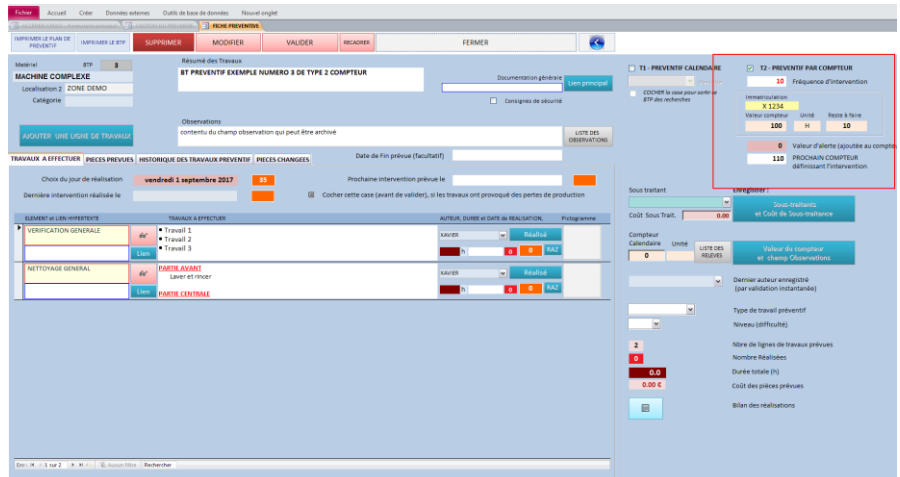 Fichier Accueil Créer Données externes Outils de base de données Nouvel onglet
FICHE PREVENTIVE
IMPRIMER LE PLAN DE PREVENTIF IMPRIMER LE BTP SUPPRIMER MODIFIER VALIDER RECADRER FERMER
Matériel BTP 3
MACHINE COMPLEXE
Localisation 2 ZONE DEMO
Catégorie
Résumé des Travaux
BT PREVENTIF EXEMPLE NUMERO 3 DE TYPE 2 COMPTEUR
Documentation générale Lien principal
Consignes de sécurité
Observations
contenu du champ observation qui peut être archivé
AJOUTER UNE LIGNE DE TRAVAUX
LISTE DES OBSERVATIONS
TRAVAUX A EFFECTUER PIECES PREVUES HISTORIQUE DES TRAVAUX PREVENTIF PIECES CHANGEES
Date de Fin prévue (facultatif)
Choix du jour de réalisation vendredi 1 septembre 2017 35 Prochaine intervention prévue le
Dernière intervention réalisée le Cocher cette case (avant de valider), si les travaux ont provoqué des pertes de production
ELEMENT et LIEN HYPERTEXTE TRAVAUX A EFFECTUER AUTEUR, DUREE et DATE de REALISATION, Pictogramme
VERIFICATION GENERALE
Travail 1
Travail 2
Travail 3
Lien
XAVIER Réalisé
h 0 0 RAZ
NETTOYAGE GENERAL
PARTIE AVANT
Laver et rincer
PARTIE CENTRALE
Lien
XAVIER Réalisé
h 0 0 RAZ
1 sur 2 Aucun filtre Rechercher
T1 - PREVENTIF CALENDAIRE
COCHER la case pour sortir ce
BTP des recherches
T2 - PREVENTIF PAR COMPTEUR
10 Fréquence d'intervention
Immatriculation
X 1234
Valeur compteur Unité Reste à faire
100 H 10
0 Valeur d'alerte (ajoutée au compteu
110 PROCHAIN COMPTEUR
définissant l'intervention
Sous traitant Enregistrer :
Sous-traitants
et Coût de Sous-traitance
Coût Sous Trait. 0.00
Compteur
Calendaire Unité LISTE DES RELEVES
0
Valeur du compteur
et champ Observations
Dernier auteur enregistré
(par validation instantanée)
Type de travail préventif
Niveau (difficulté)
2 Nbre de lignes de travaux prévues
0 Nombre Réalisées
0.0 Durée totale (h)
0.00 € Coût des pièces prévues
Bilan des réalisations